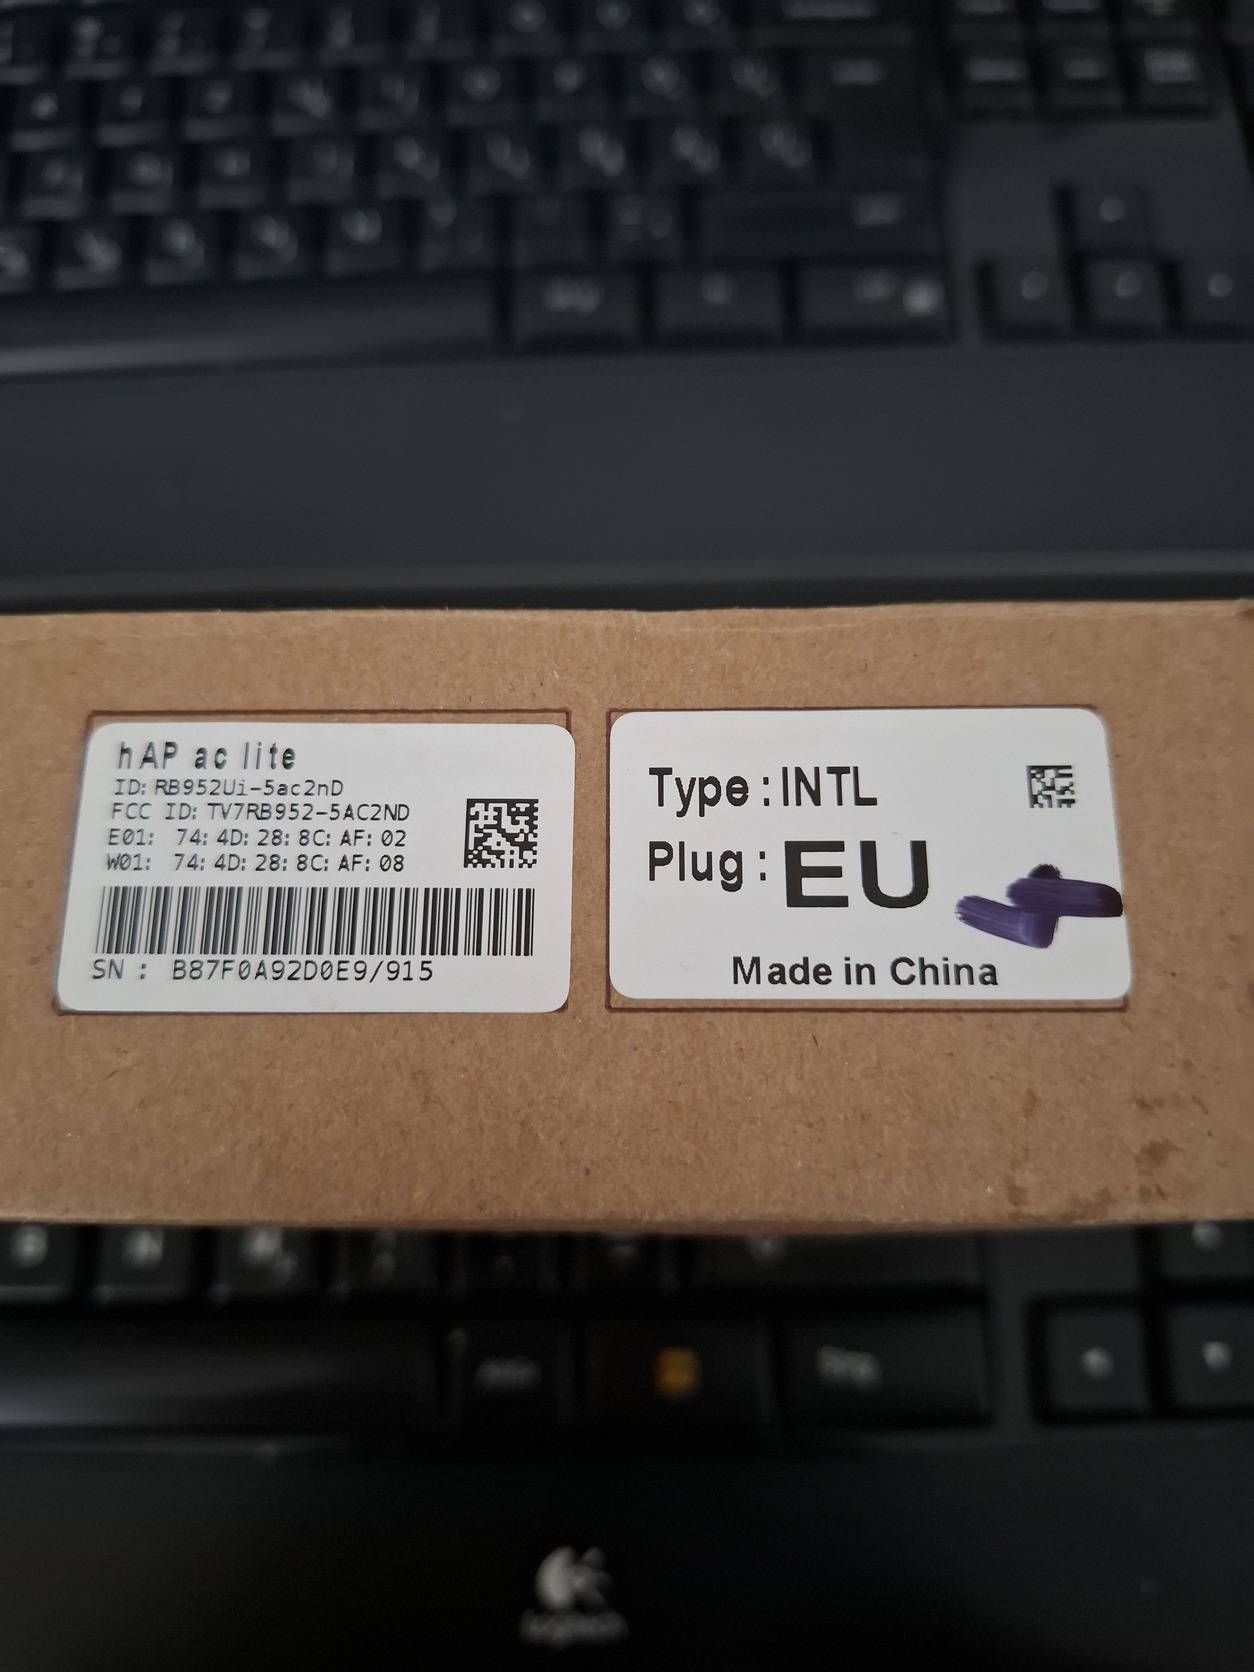 hAP ac lite
ID: RB952Ui-5ac2nD
FCC ID: TV7RB952-5AC2ND
E01: 74: 4D: 28: 8C: AF: 02
W01: 74: 4D: 28: 8C: AF: 08
SN : B87F0A92D0E9/915
Type : INTL
Plug : EU
Made in China
Logitech